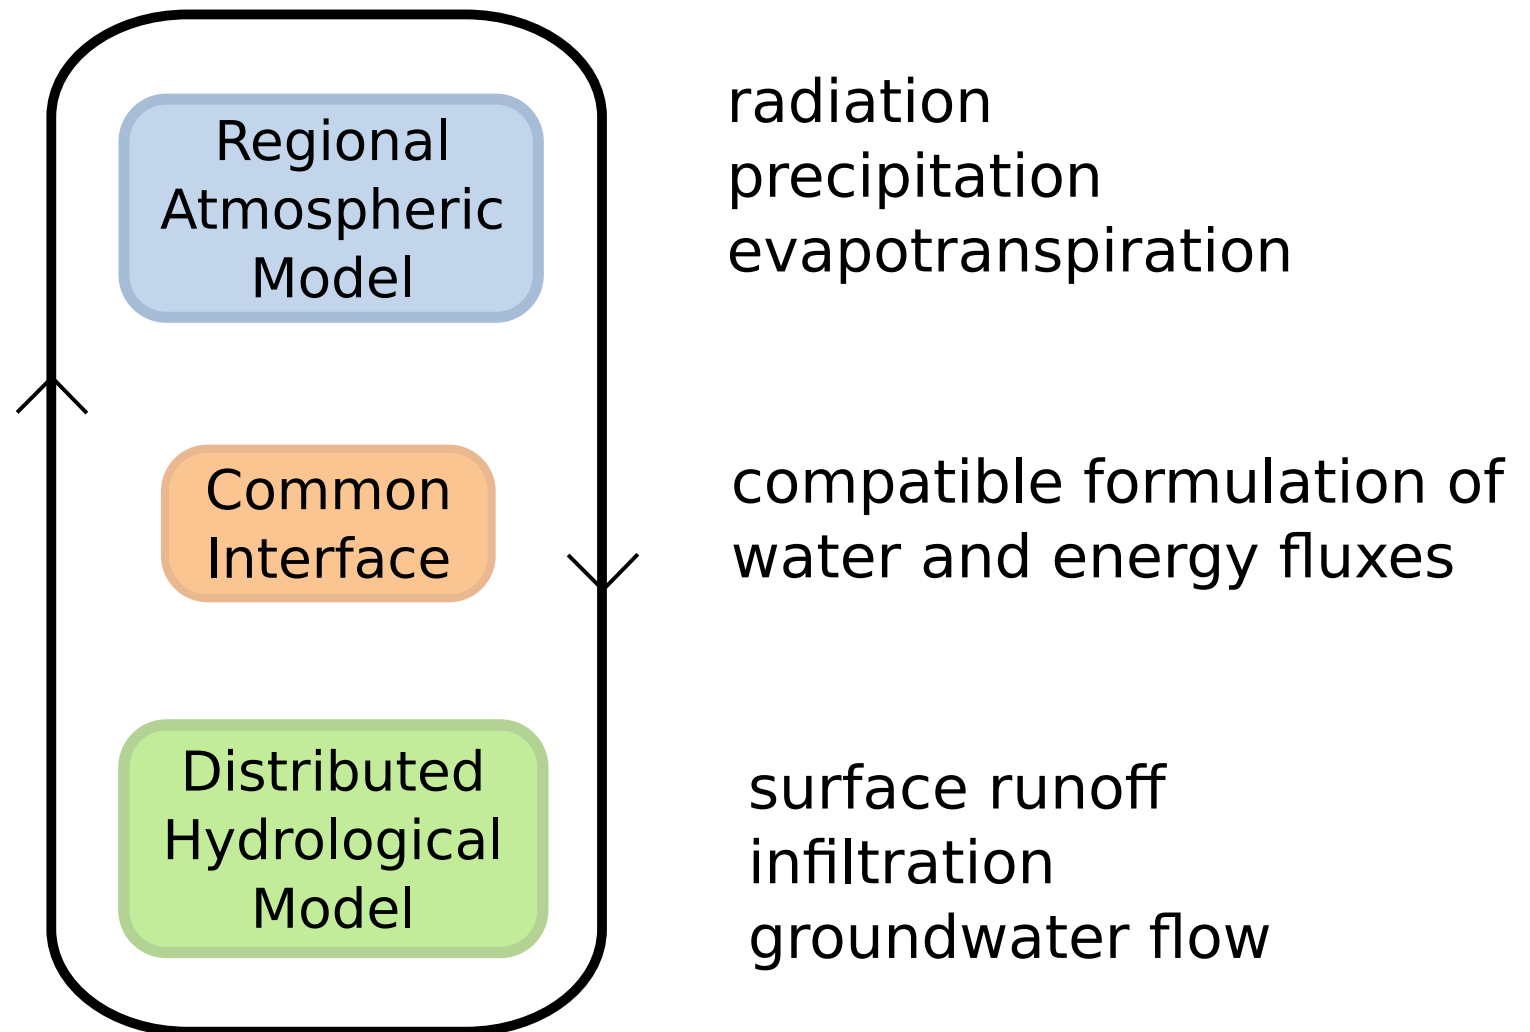 Regional
Atmospheric
Model
radiation
precipitation
evapotranspiration
Common
Interface
compatible formulation of
water and energy fluxes
Distributed
Hydrological
Model
surface runoff
infiltration
groundwater flow